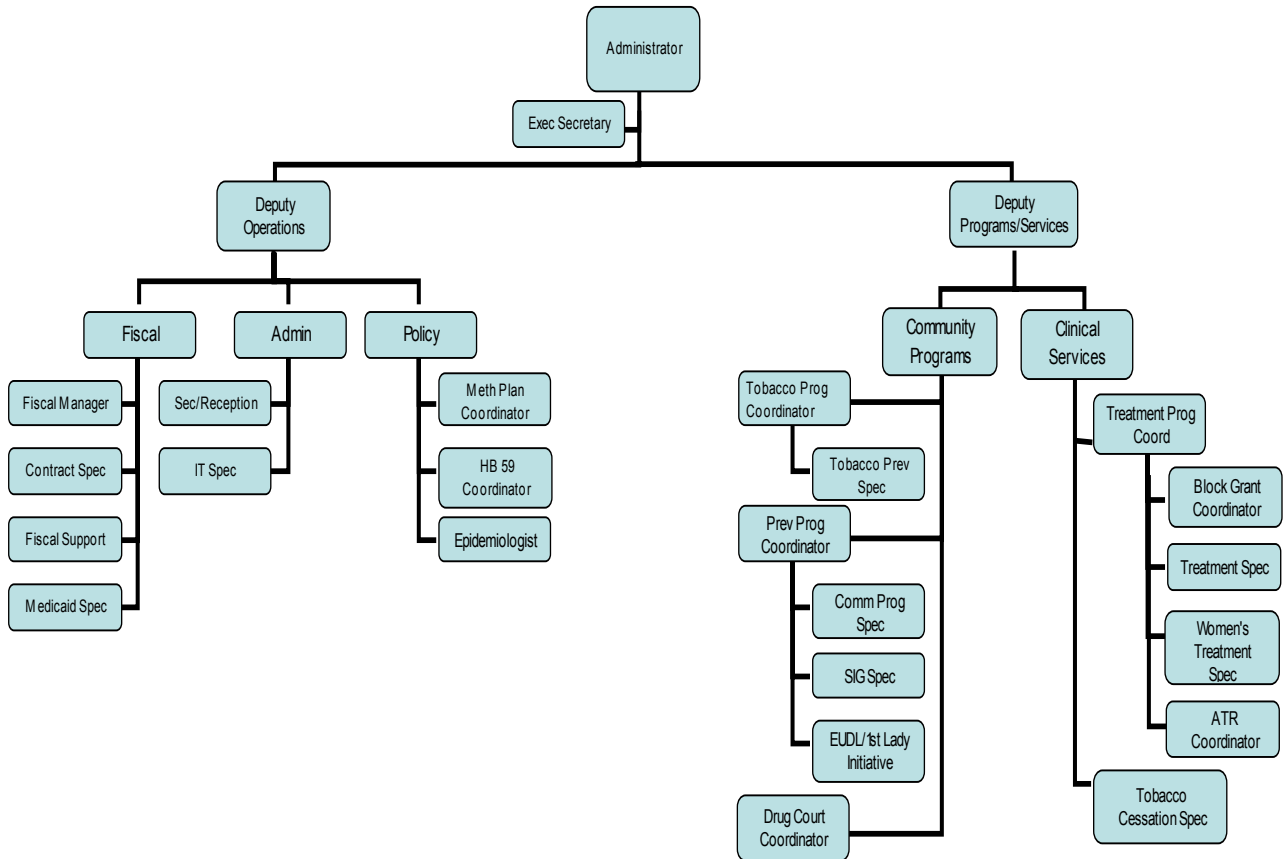 Administrator
Exec Secretary
Deputy
Operations
Deputy
Programs/Services
Fiscal
Admin
Policy
Community
Programs
Clinical
Services
Fiscal Manager
Contract Spec
Fiscal Support
Medicaid Spec
Sec/Reception
IT Spec
Meth Plan
Coordinator
HB 59
Coordinator
Epidemiologist
Tobacco Prog
Coordinator
Tobacco Prev
Spec
Prev Prog
Coordinator
Comm Prog
Spec
SIG Spec
EUDL/1st Lady
Initiative
Drug Court
Coordinator
Treatment Prog
Coord
Block Grant
Coordinator
Treatment Spec
Women's
Treatment
Spec
ATR
Coordinator
Tobacco
Cessation Spec